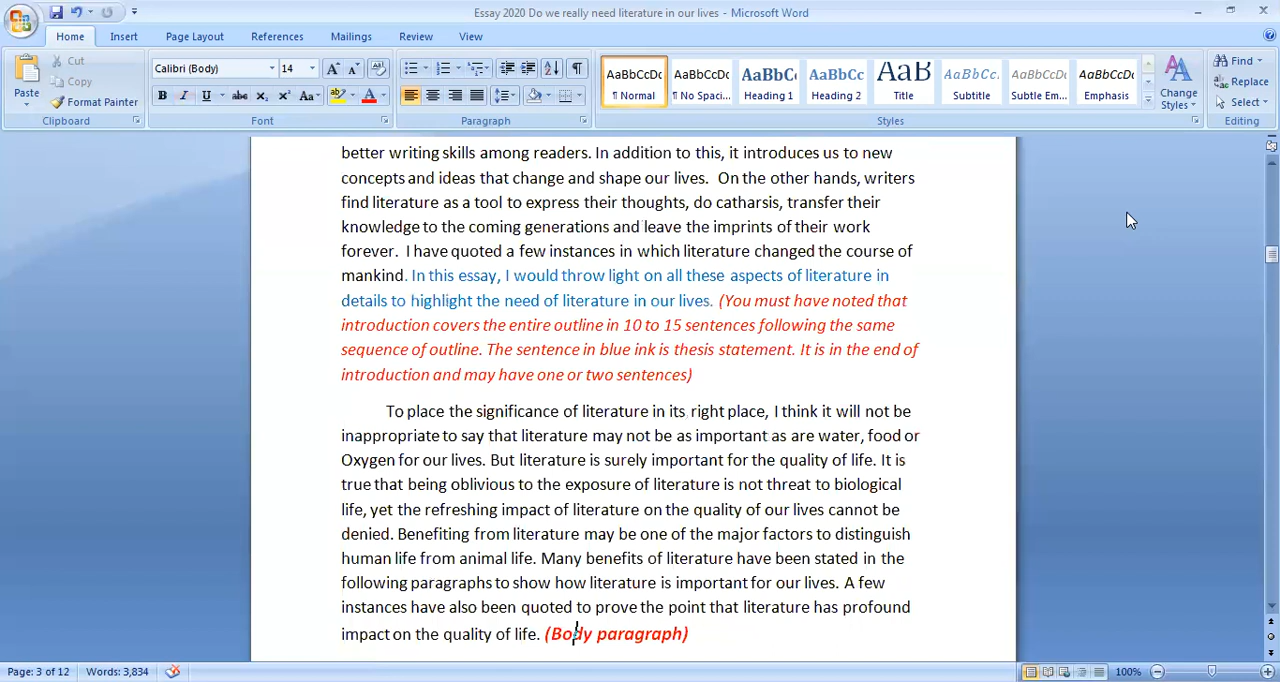 Essay 2020 Do we really need literature in our lives - Microsoft Word
Home Insert Page Layout References Mailings Review View
Paste Cut Copy Format Painter Clipboard
Calibri (Body) 14 A A B I U abc X₂ X² Aa A Font
Paragraph
AaBbCcDc AaBbCcDc AaBbC AaBbCc AaB AaBbCc. AaBbCcDc AaBbCcDc
¶ Normal ¶ No Spaci... Heading 1 Heading 2 Title Subtitle Subtle Em... Emphasis
Change Styles Styles
Find Replace Select Editing
better writing skills among readers. In addition to this, it introduces us to new
concepts and ideas that change and shape our lives. On the other hands, writers
find literature as a tool to express their thoughts, do catharsis, transfer their
knowledge to the coming generations and leave the imprints of their work
forever. I have quoted a few instances in which literature changed the course of
mankind. In this essay, I would throw light on all these aspects of literature in
details to highlight the need of literature in our lives. (You must have noted that
introduction covers the entire outline in 10 to 15 sentences following the same
sequence of outline. The sentence in blue ink is thesis statement. It is in the end of
introduction and may have one or two sentences)
To place the significance of literature in its right place, I think it will not be
inappropriate to say that literature may not be as important as are water, food or
Oxygen for our lives. But literature is surely important for the quality of life. It is
true that being oblivious to the exposure of literature is not threat to biological
life, yet the refreshing impact of literature on the quality of our lives cannot be
denied. Benefiting from literature may be one of the major factors to distinguish
human life from animal life. Many benefits of literature have been stated in the
following paragraphs to show how literature is important for our lives. A few
instances have also been quoted to prove the point that literature has profound
impact on the quality of life. (Body paragraph)
Page: 3 of 12 Words: 3,834 100%